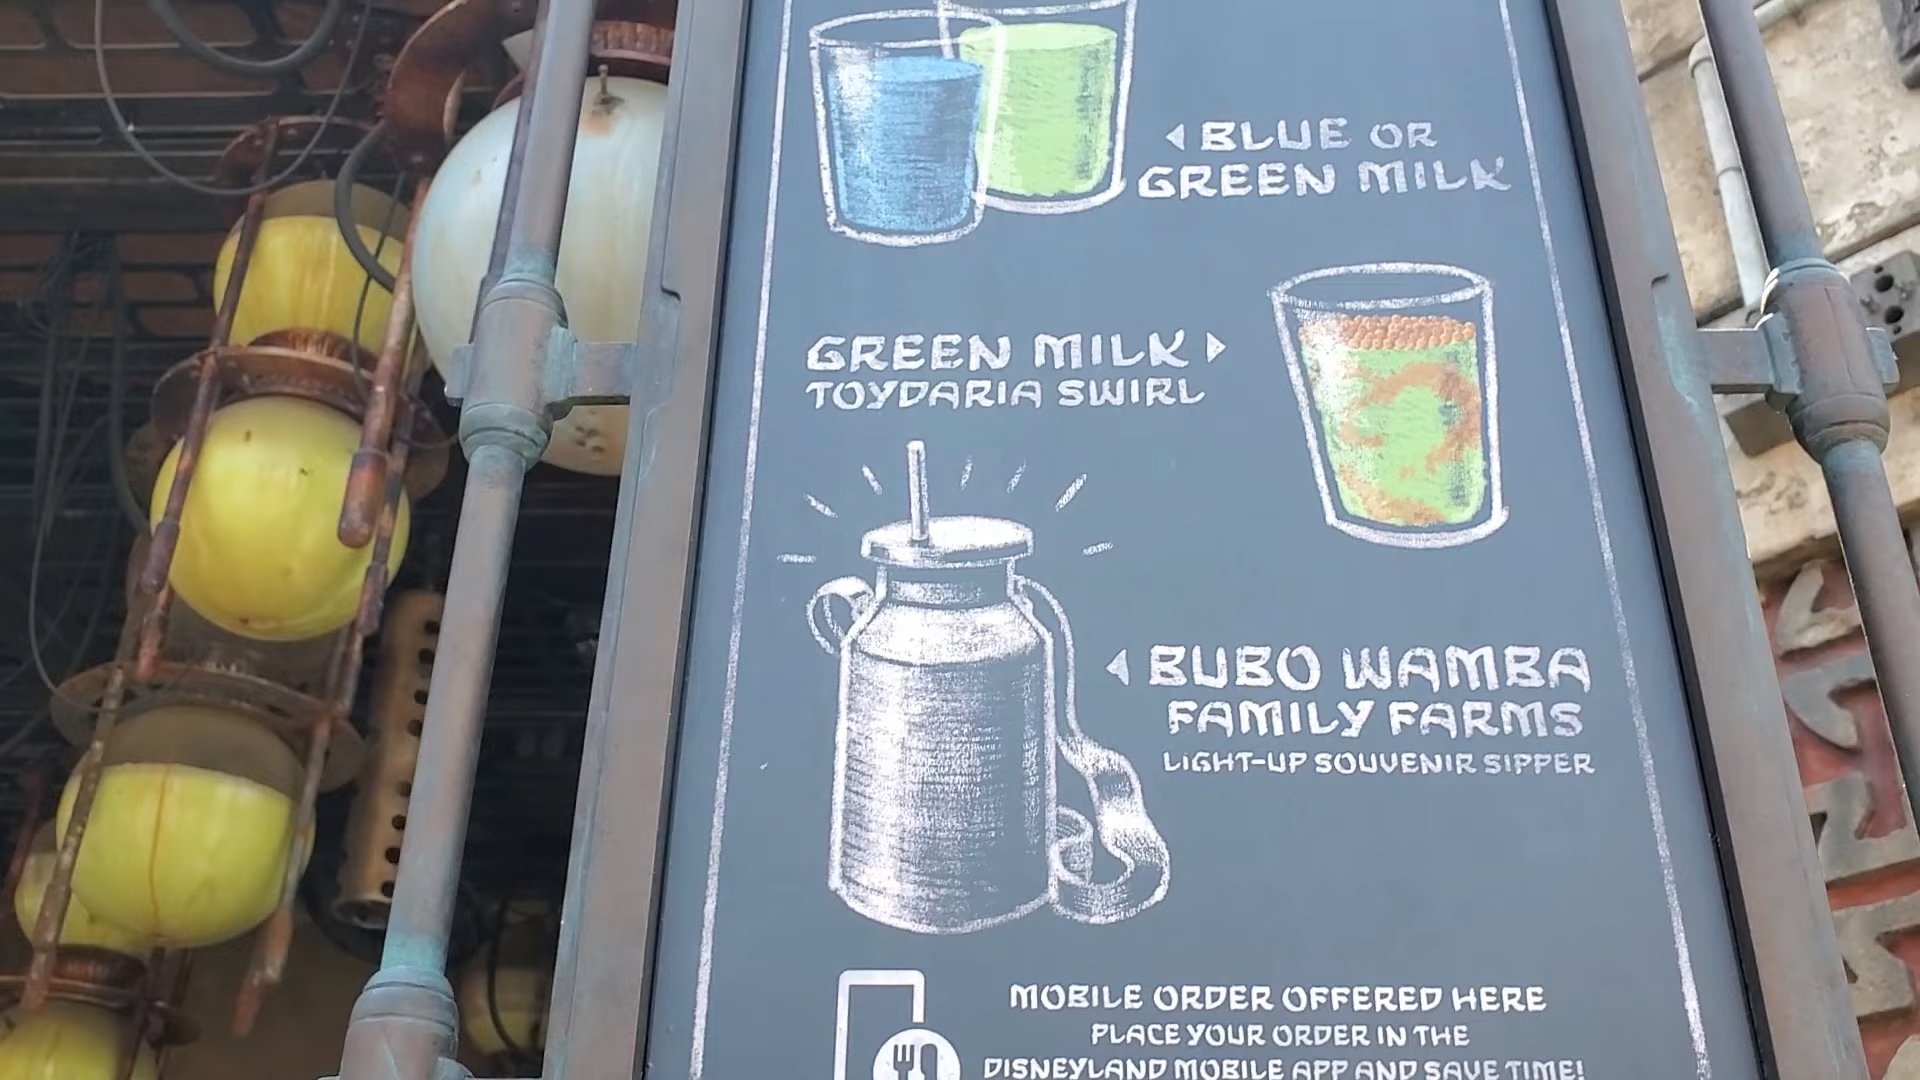 BLUE OR
GREEN MILK
GREEN MILK
TOYDARIA SWIRL
BUBO WAMBA
FAMILY FARMS
LIGHT-UP SOUVENIR SIPPER
MOBILE ORDER OFFERED HERE
PLACE YOUR ORDER IN THE
DISNEYLAND MOBILE APP AND SAVE TIME!